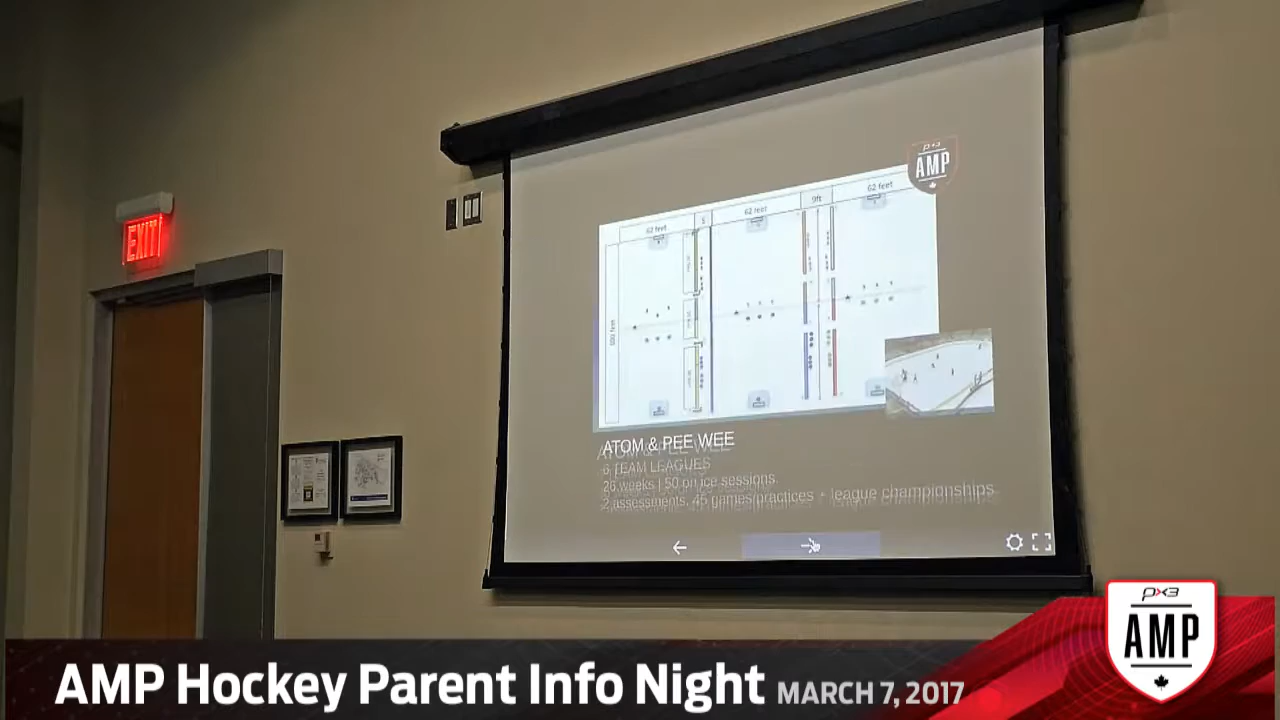 EXIT
px3
AMP
62 feet
5
62 feet
9ft
62 feet
ATOM & PEE WEE
6 TEAM LEAGUES
26 weeks | 50 on ice sessions
2 assessments, 45 games/practices + league championships
px3
AMP
AMP Hockey Parent Info Night MARCH 7, 2017